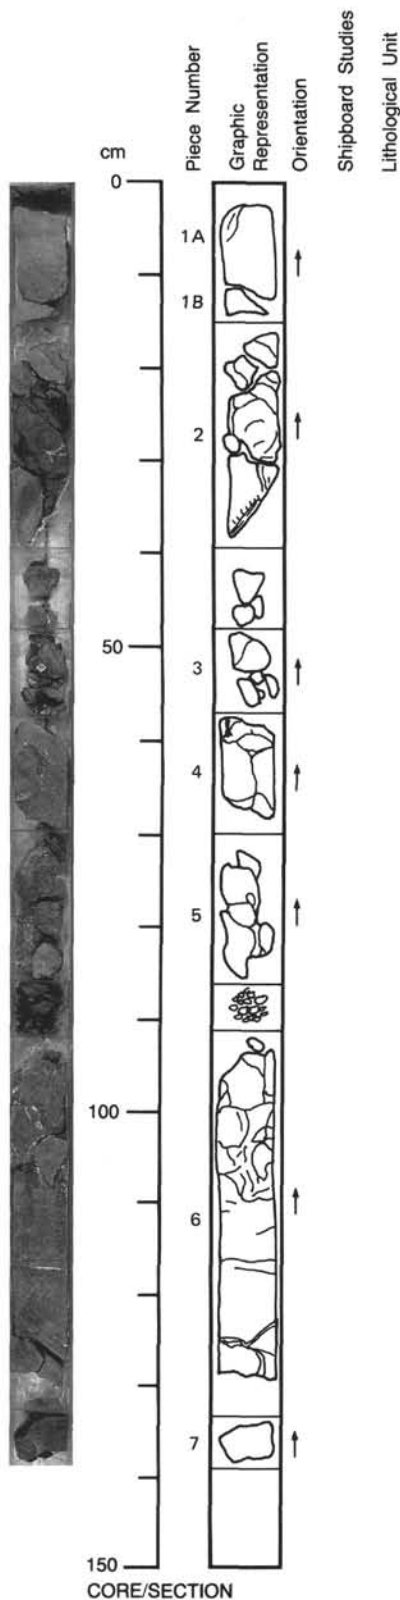 cm
Piece Number
Graphic
Representation
Orientation
Shipboard Studies
Lithological Unit
0
1A
1B
2
50
3
4
5
100
6
7
150
CORE/SECTION